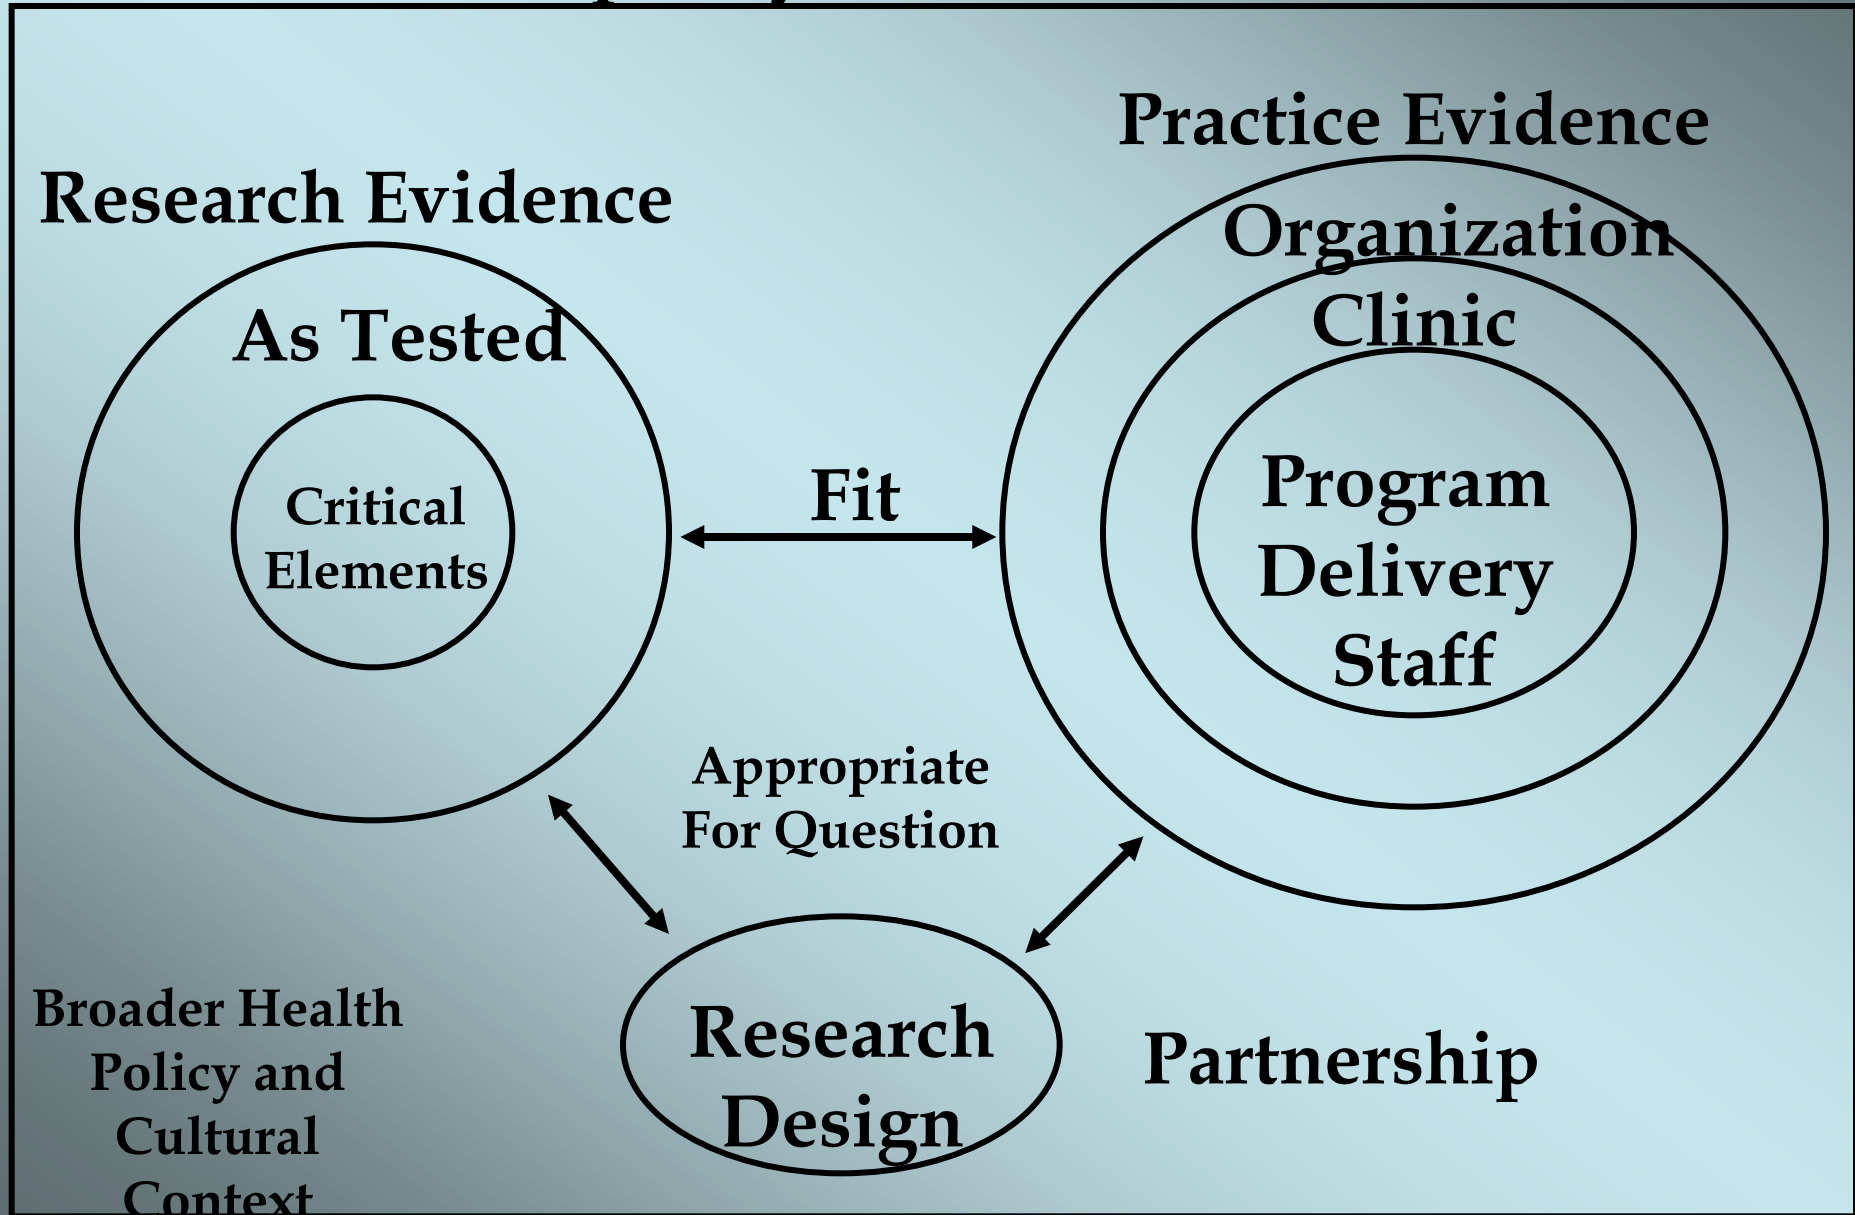 Practice Evidence
Research Evidence
Organization
As Tested
Clinic
Critical
Elements
Fit
Program
Delivery
Staff
Appropriate
For Question
Broader Health
Policy and
Cultural
Context
Research
Design
Partnership